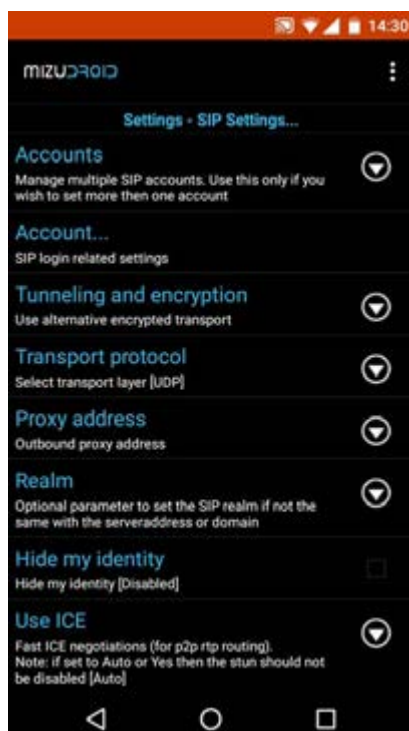 14:30
MIZUDROID
Settings - SIP Settings...
Accounts
Manage multiple SIP accounts. Use this only if you
wish to set more then one account
Account...
SIP login related settings
Tunneling and encryption
Use alternative encrypted transport
Transport protocol
Select transport layer [UDP]
Proxy address
Outbound proxy address
Realm
Optional parameter to set the SIP realm if not the
same with the serveraddress or domain
Hide my identity
Hide my identity [Disabled]
Use ICE
Fast ICE negotiations (for p2p rtp routing).
Note: if set to Auto or Yes then the stun should not
be disabled [Auto]